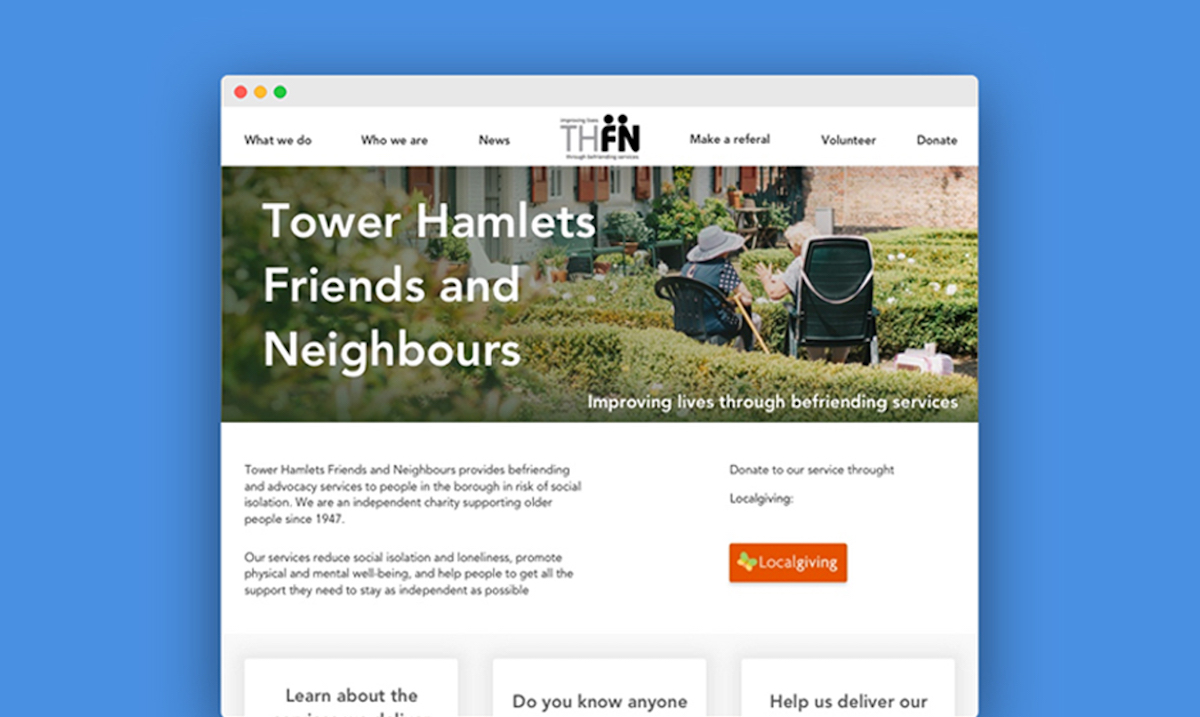 What we do
Who we are
News
improving lives
THFN
through befriending services
Make a referal
Volunteer
Donate
Tower Hamlets
Friends and
Neighbours
Improving lives through befriending services
Tower Hamlets Friends and Neighbours provides befriending
and advocacy services to people in the borough in risk of social
isolation. We are an independent charity supporting older
people since 1947.
Our services reduce social isolation and loneliness, promote
physical and mental well-being, and help people to get all the
support they need to stay as independent as possible
Donate to our service throught
Localgiving:
Localgiving
Learn about the
services we deliver
Do you know anyone
Help us deliver our